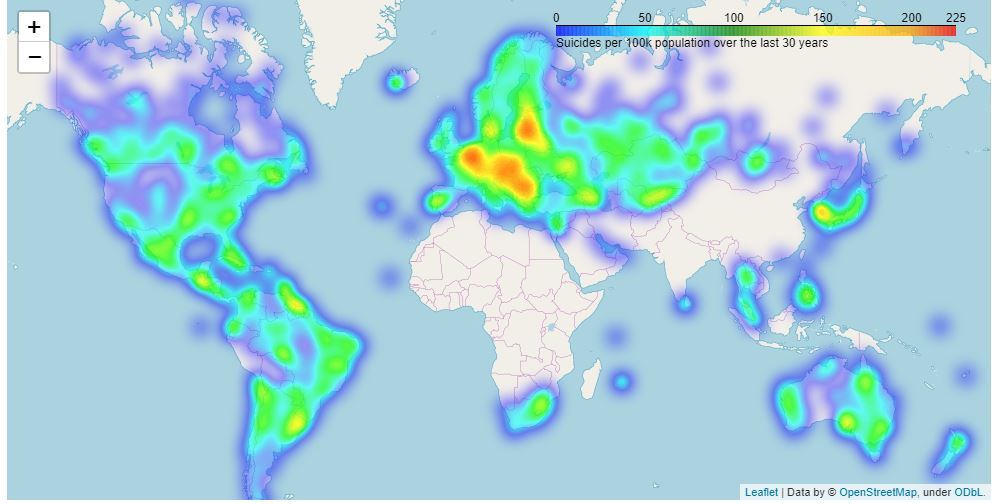 +
−
0 50 100 150 200 225
Suicides per 100k population over the last 30 years
Leaflet | Data by © OpenStreetMap, under ODbL.